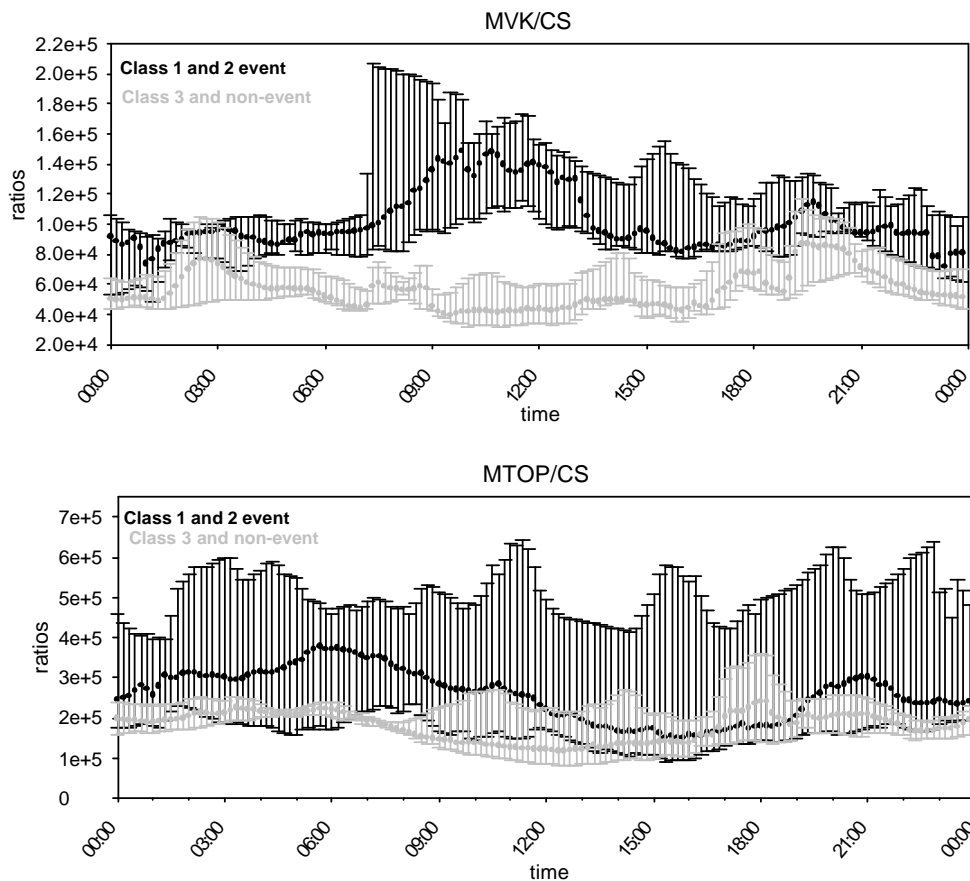 MVK/CS
2.2e+5
2.0e+5
1.8e+5
1.6e+5
1.4e+5
1.2e+5
1.0e+5
8.0e+4
6.0e+4
4.0e+4
2.0e+4
ratios
Class 1 and 2 event
Class 3 and non-event
00:00 03:00 06:00 09:00 12:00 15:00 18:00 21:00 00:00
time
MTOP/CS
7e+5
6e+5
5e+5
4e+5
3e+5
2e+5
1e+5
0
ratios
Class 1 and 2 event
Class 3 and non-event
00:00 03:00 06:00 09:00 12:00 15:00 18:00 21:00 00:00
time